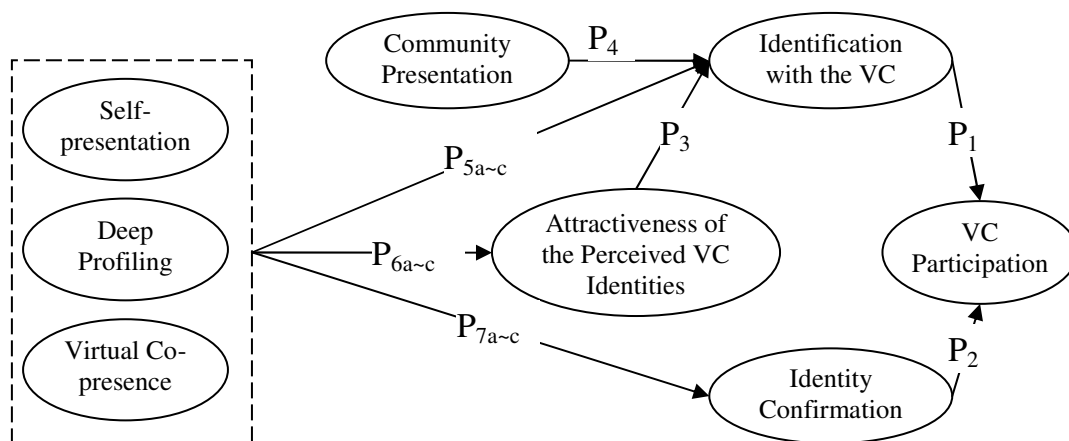 Community
Presentation
P4
Identification
with the VC
Self-
presentation
P3
P1
P5a~c
Deep
Profiling
P6a~c
Attractiveness of
the Perceived VC
Identities
VC
Participation
P7a~c
Virtual Co-
presence
Identity
Confirmation
P2